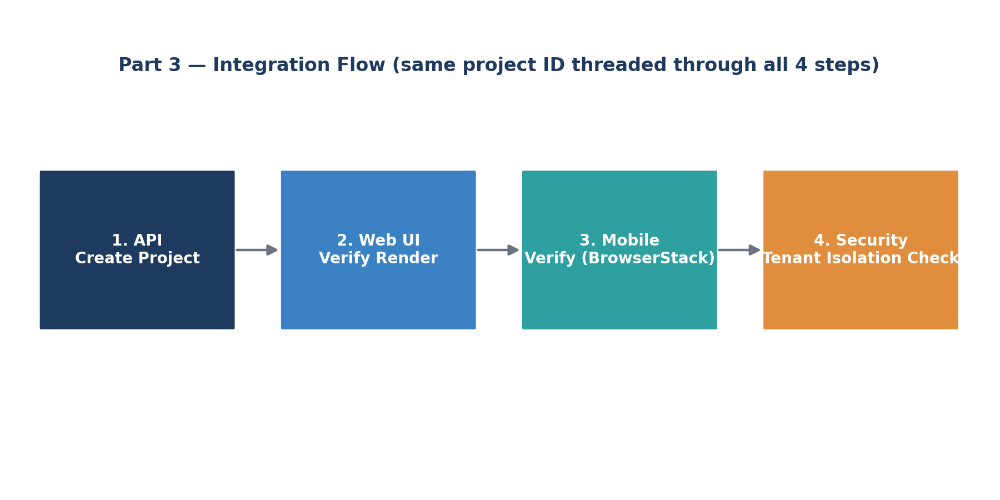 Part 3 — Integration Flow (same project ID threaded through all 4 steps)
1. API
Create Project
2. Web UI
Verify Render
3. Mobile
Verify (BrowserStack)
4. Security
Tenant Isolation Check